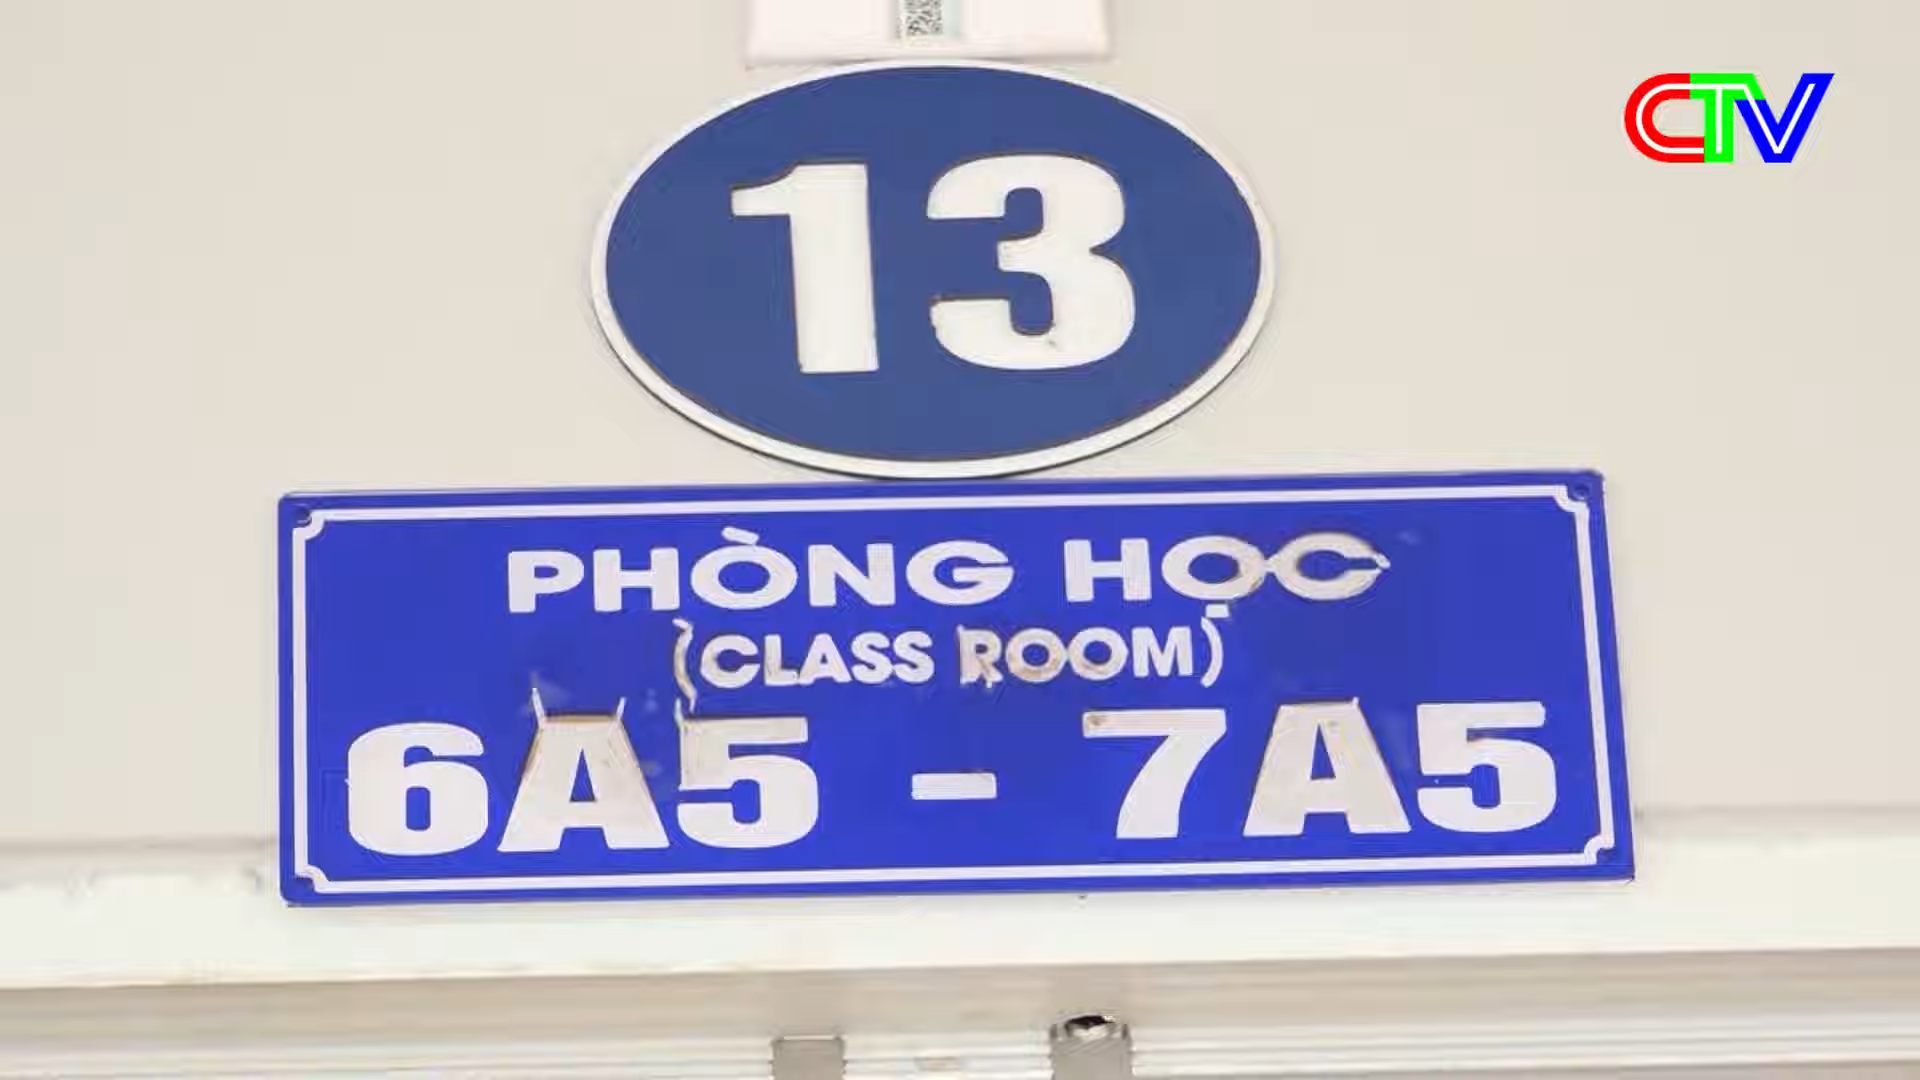 CTV
13
PHÒNG HỌC
(CLASS ROOM)
6A5 - 7A5